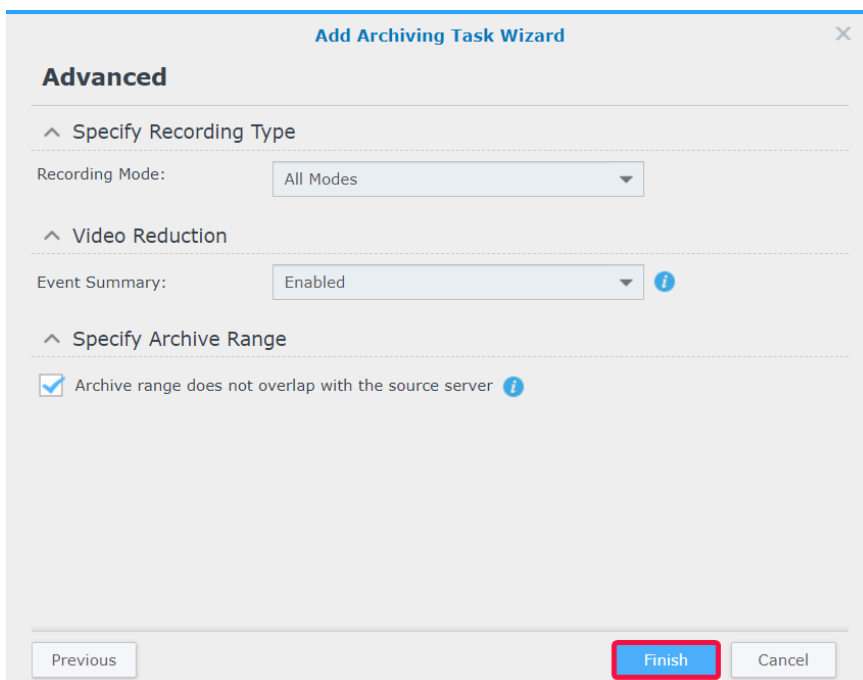 Add Archiving Task Wizard
Advanced
Specify Recording Type
Recording Mode: All Modes
Video Reduction
Event Summary: Enabled
Specify Archive Range
Archive range does not overlap with the source server
Previous Finish Cancel